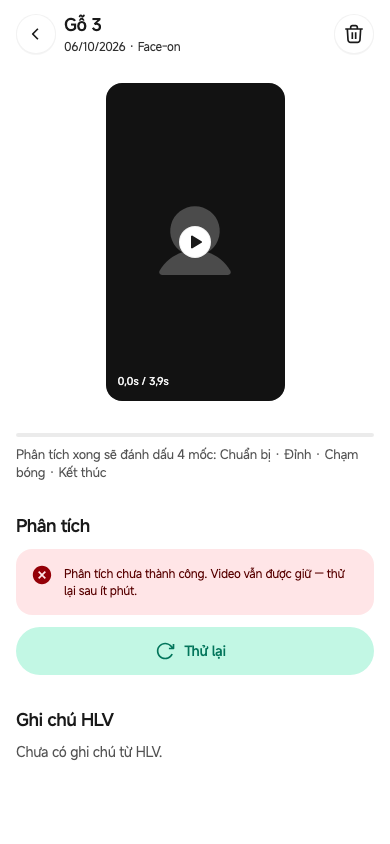 Gỗ 3
06/10/2026 · Face-on
0,0s / 3,9s
Phân tích xong sẽ đánh dấu 4 mốc: Chuẩn bị · Đỉnh · Chạm
bóng · Kết thúc
Phân tích
Phân tích chưa thành công. Video vẫn được giữ — thử
lại sau ít phút.
Thử lại
Ghi chú HLV
Chưa có ghi chú từ HLV.